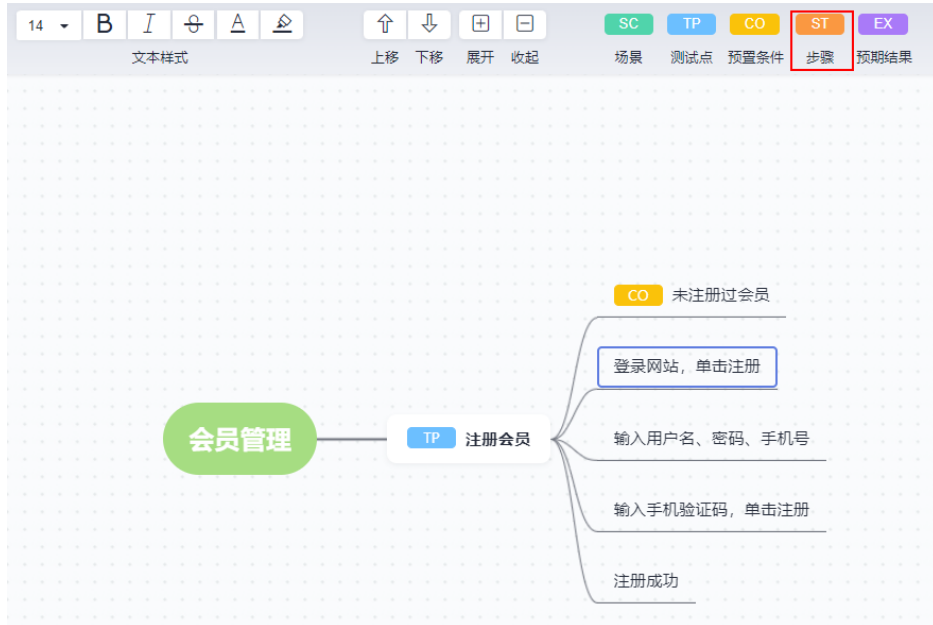 14 B I S A
SC TP CO ST EX
文本样式 上移 下移 展开 收起 场景 测试点 预置条件 步骤 预期结果
CO 未注册过会员
登录网站，单击注册
会员管理 TP 注册会员 输入用户名、密码、手机号
输入手机验证码，单击注册
注册成功